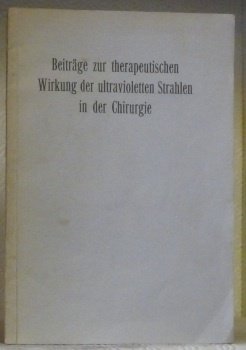 Beiträge zur therapeutischen
Wirkung der ultravioletten Strahlen
in der Chirurgie